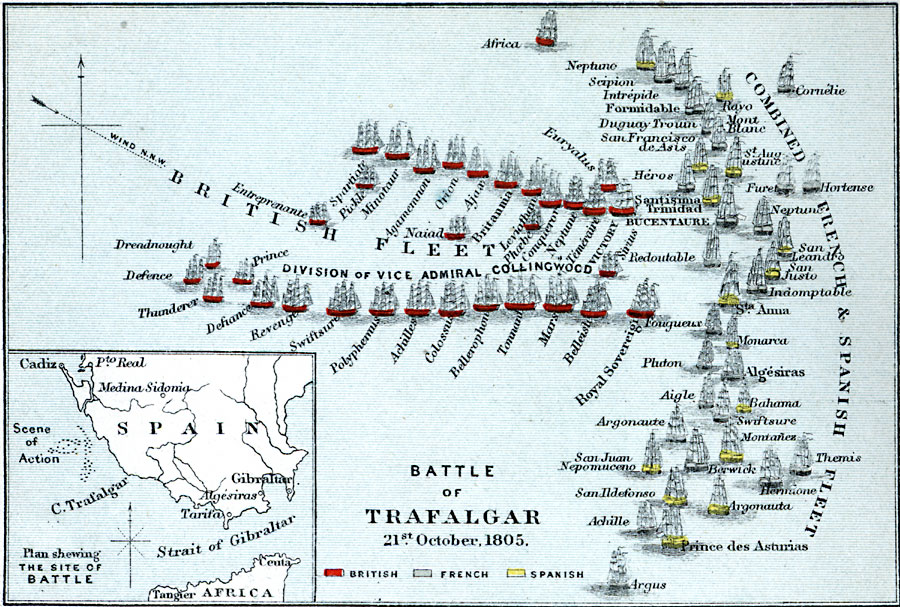 Africa
Neptuno
Scipion
Intrépide
Formidable
Cornélie
Rayo
Duguay Trouin
Mont
Blanc
San Francisco
de Asis
St Aug
ustine
Héros
Furet
Hortense
Santisima
Trinidad
BUCENTAURE
Neptune
Redoutable
San
Leandro
San
Justo
Indomptable
Sta. Anna
Fougueux
Monarca
Pluton
Algésiras
Aigle
Bahama
Swiftsure
Argonaute
Montañez
San Juan
Nepomuceno
Berwick
Themis
Hermione
San Ildefonso
Argonauta
Achille
Prince des Asturias
Argus
COMBINED FRENCH & SPANISH FLEET
WIND N.N.W.
BRITISH FLEET
Euryalus
Spartiate
Pickle
Minotaur
Entreprenante
Agamemnon
Orion
Ajax
Naiad
Britannia
Leviathan
Phoebe
Conqueror
Neptune
Téméraire
VICTORY
Sirius
DIVISION OF VICE ADMIRAL COLLINGWOOD
Dreadnought
Prince
Defence
Thunderer
Defiance
Revenge
Swiftsure
Polyphemus
Achilles
Colossus
Bellerophon
Tonnant
Mars
Belleisle
Royal Sovereign
Cadiz
Pto Real
Medina Sidonia
SPAIN
Scene
of
Action
C. Trafalgar
Gibraltar
Algésiras
Tarifa
Strait of Gibraltar
Ceuta
Tangier AFRICA
Plan shewing
THE SITE OF
BATTLE
BATTLE
OF
TRAFALGAR
21st October, 1805.
BRITISH FRENCH SPANISH